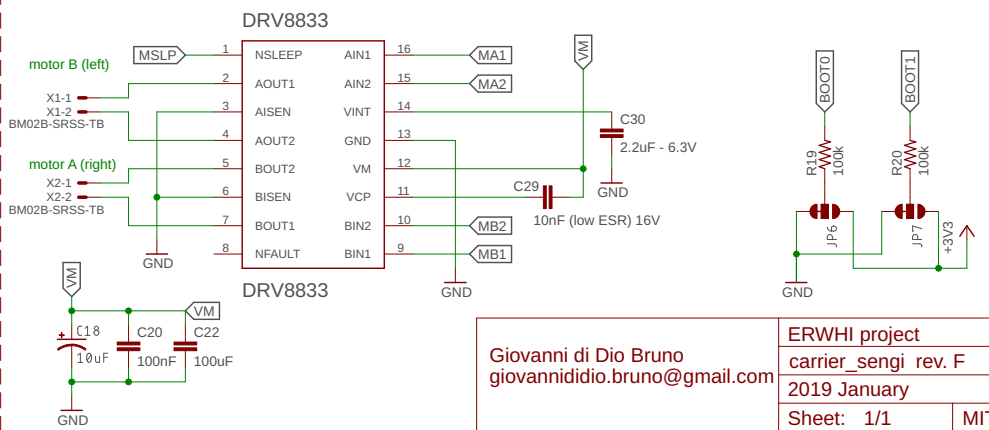 DRV8833
MSLP
1
NSLEEP
AIN1
16
MA1
motor B (left)
2
AOUT1
AIN2
15
MA2
X1-1
X1-2
BM02B-SRSS-TB
3
AISEN
VINT
14
4
AOUT2
GND
13
motor A (right)
5
BOUT2
VM
12
X2-1
X2-2
BM02B-SRSS-TB
6
BISEN
VCP
11
7
BOUT1
BIN2
10
MB2
8
NFAULT
BIN1
9
MB1
GND
DRV8833
GND
VM
C30
2.2uF - 6.3V
GND
C29
10nF (low ESR) 16V
BOOT0
BOOT1
R19
100k
R20
100k
JP6
JP7
+3V3
GND
VM
VM
+
C18
10uF
C20
100nF
C22
100uF
GND
Giovanni di Dio Bruno
giovannididio.bruno@gmail.com
ERWHI project
carrier_sengi rev. F
2019 January
Sheet: 1/1
MIT